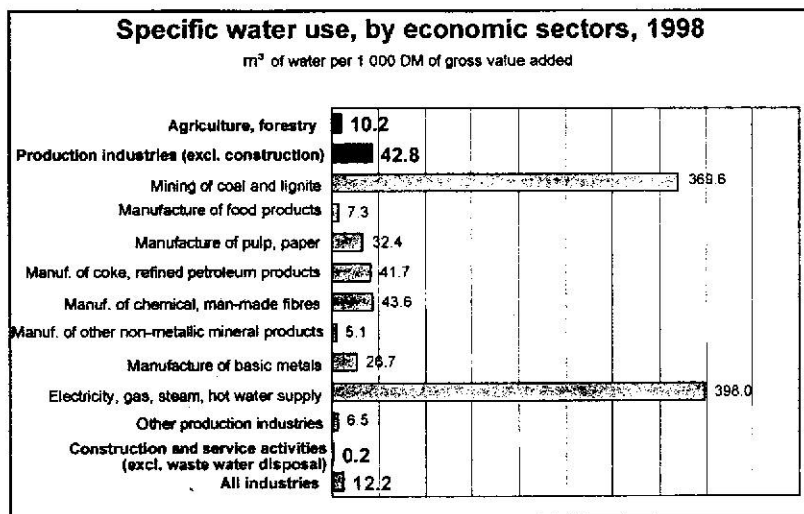 Specific water use, by economic sectors, 1998
m³ of water per 1 000 DM of gross value added
Agriculture, forestry 10.2
Production industries (excl. construction) 42.8
Mining of coal and lignite 369.6
Manufacture of food products 7.3
Manufacture of pulp, paper 32.4
Manuf. of coke, refined petroleum products 41.7
Manuf. of chemical, man-made fibres 43.6
Manuf. of other non-metallic mineral products 5.1
Manufacture of basic metals 26.7
Electricity, gas, steam, hot water supply 398.0
Other production industries 6.5
Construction and service activities
(excl. waste water disposal) 0.2
All industries 12.2